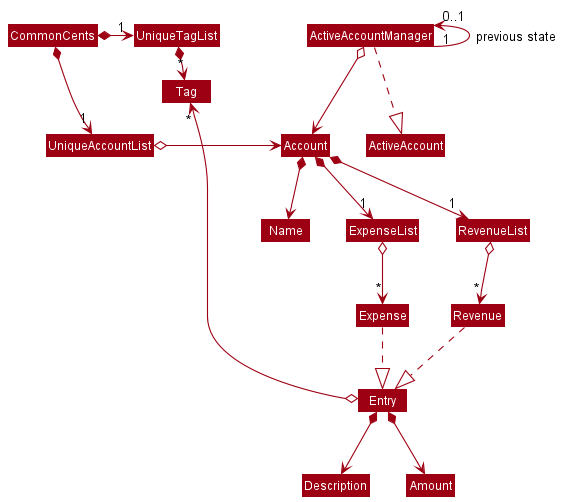 0..1
CommonCents
1
UniqueTagList
ActiveAccountManager
1
previous state
*
Tag
*
1
UniqueAccountList
Account
ActiveAccount
1
1
Name
ExpenseList
RevenueList
*
*
Expense
Revenue
Entry
Description
Amount